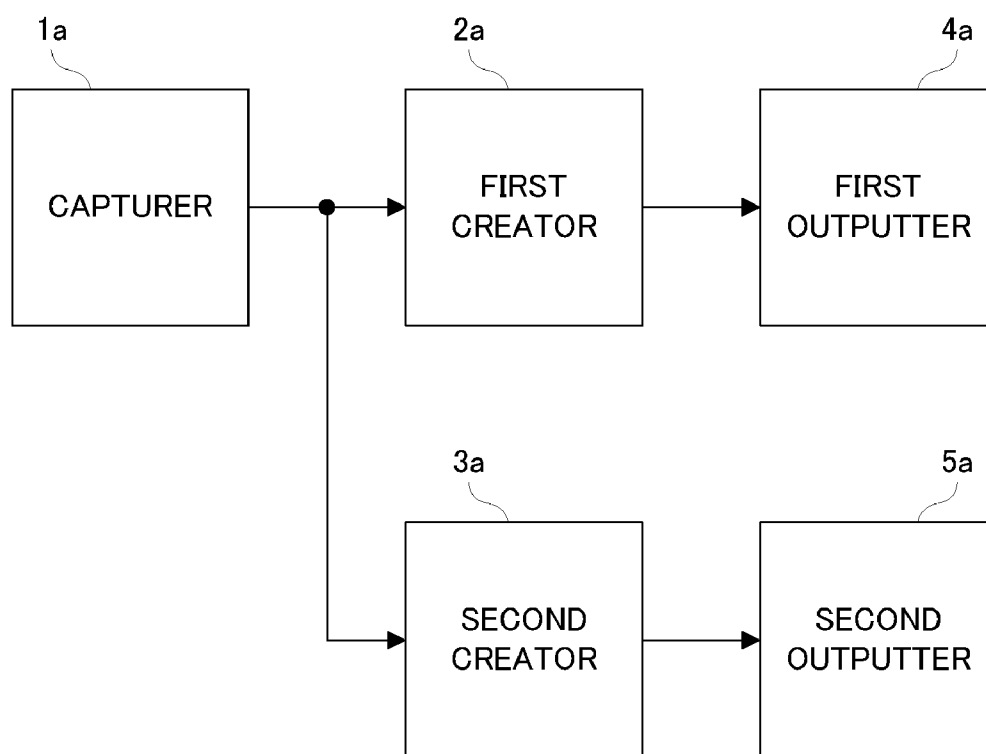 1a
2a
4a
CAPTURER
FIRST
CREATOR
FIRST
OUTPUTTER
3a
5a
SECOND
CREATOR
SECOND
OUTPUTTER